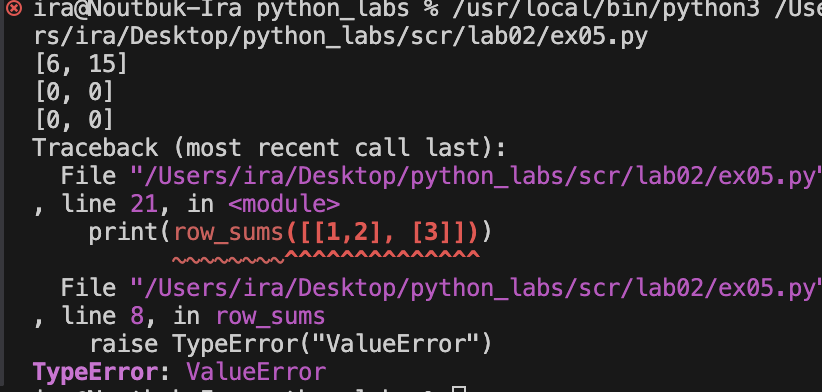 ira@Noutbuk-Ira python_labs % /usr/local/bin/python3 /Use
rs/ira/Desktop/python_labs/scr/lab02/ex05.py
[6, 15]
[0, 0]
[0, 0]
Traceback (most recent call last):
  File "/Users/ira/Desktop/python_labs/scr/lab02/ex05.py"
, line 21, in <module>
    print(row_sums([[1,2], [3]]))
          ~~~~~~~~^^^^^^^^^^^^^^
  File "/Users/ira/Desktop/python_labs/scr/lab02/ex05.py"
, line 8, in row_sums
    raise TypeError("ValueError")
TypeError: ValueError